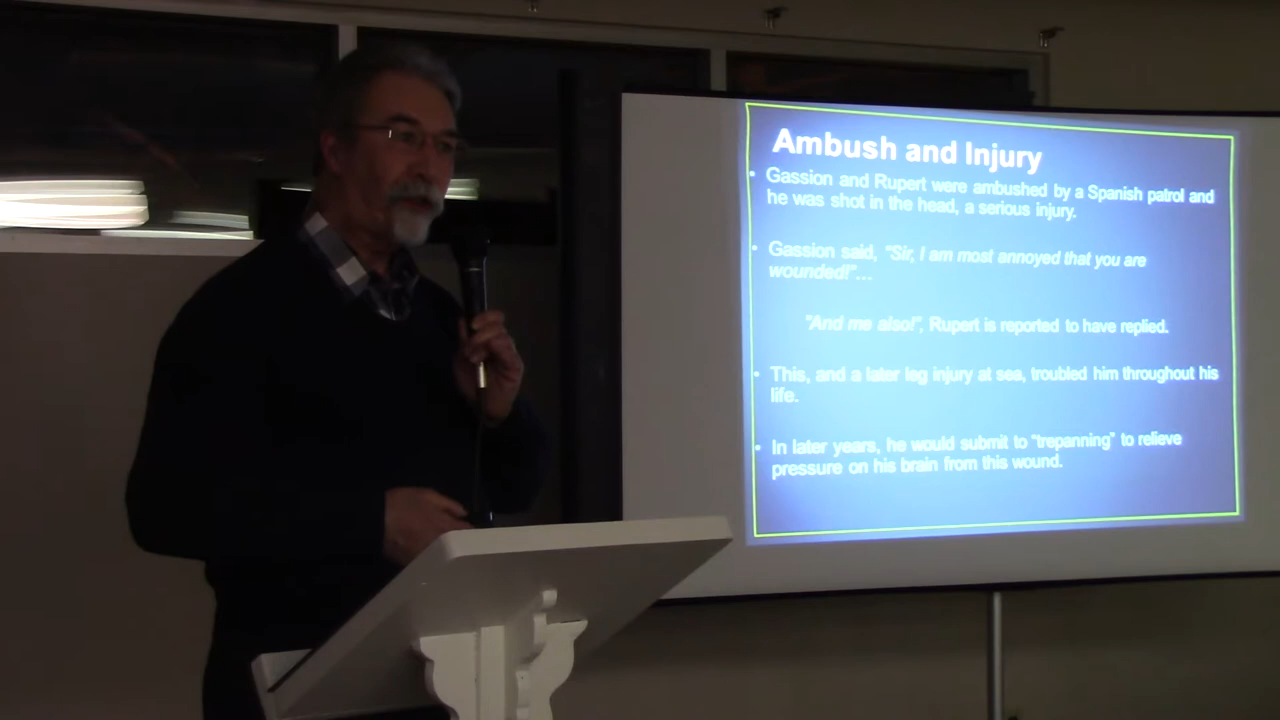 Ambush and Injury
• Gassion and Rupert were ambushed by a Spanish patrol and
he was shot in the head, a serious injury.
• Gassion said, "Sir, I am most annoyed that you are
wounded!"...
"And me also!", Rupert is reported to have replied.
• This, and a later leg injury at sea, troubled him throughout his
life.
• In later years, he would submit to "trepanning" to relieve
pressure on his brain from this wound.